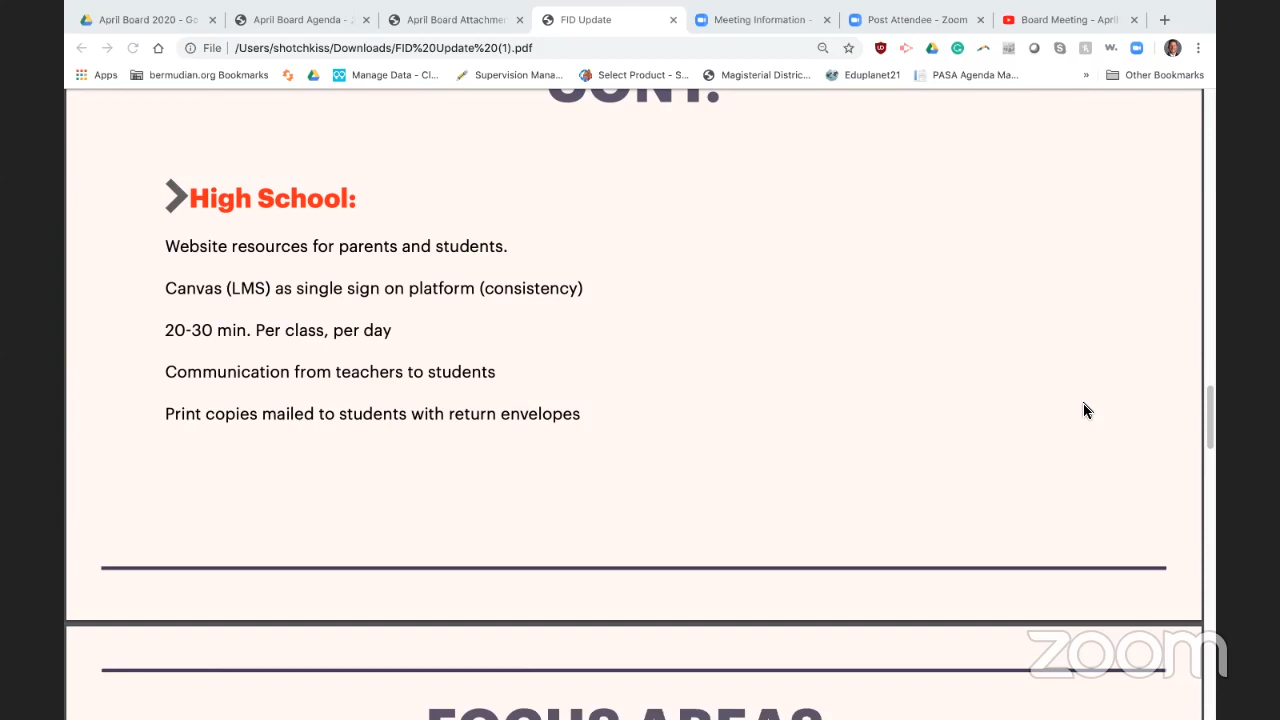 April Board 2020 - Go
April Board Agenda -
April Board Attachmen
FID Update
Meeting Information -
Post Attendee - Zoom
Board Meeting - April
File
/Users/shotchkiss/Downloads/FID%20Update%20(1).pdf
Apps
bermudian.org Bookmarks
Manage Data - Cl...
Supervision Mana...
Select Product - S...
Magisterial Distric...
Eduplanet21
PASA Agenda Ma...
»
Other Bookmarks
CONT.
High School:
Website resources for parents and students.
Canvas (LMS) as single sign on platform (consistency)
20-30 min. Per class, per day
Communication from teachers to students
Print copies mailed to students with return envelopes
zoom
FOCUS AREAS